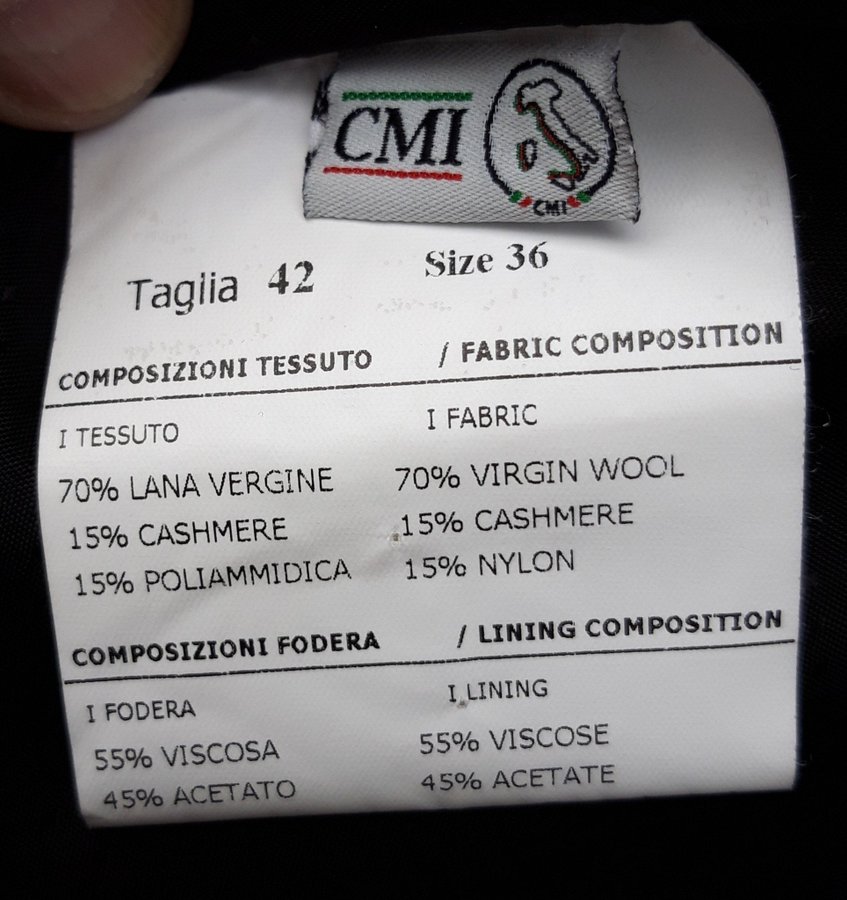 CMI
CMI
Taglia 42 Size 36
COMPOSIZIONI TESSUTO / FABRIC COMPOSITION
I TESSUTO I FABRIC
70% LANA VERGINE 70% VIRGIN WOOL
15% CASHMERE 15% CASHMERE
15% POLIAMMIDICA 15% NYLON
COMPOSIZIONI FODERA / LINING COMPOSITION
I FODERA I LINING
55% VISCOSA 55% VISCOSE
45% ACETATO 45% ACETATE